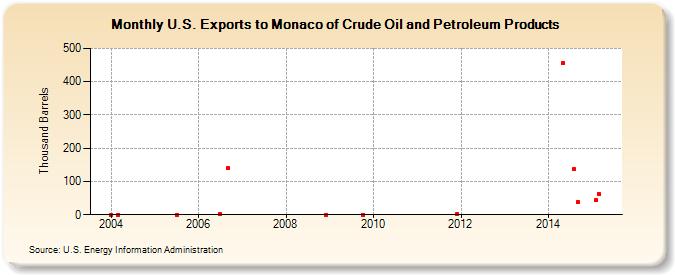 Monthly U.S. Exports to Monaco of Crude Oil and Petroleum Products
Thousand Barrels
500
400
300
200
100
0
2004 2006 2008 2010 2012 2014
Source: U.S. Energy Information Administration